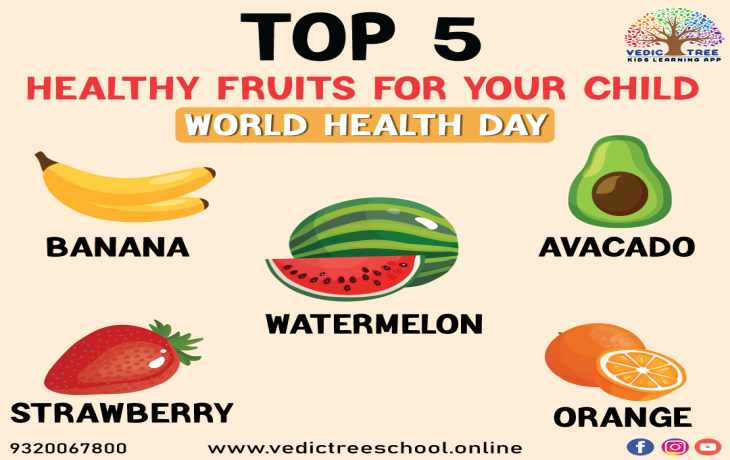 TOP 5
VEDIC TREE
KIDS LEARNING APP
HEALTHY FRUITS FOR YOUR CHILD
WORLD HEALTH DAY
BANANA
AVACADO
WATERMELON
STRAWBERRY
ORANGE
9320067800
www.vedictreeschool.online